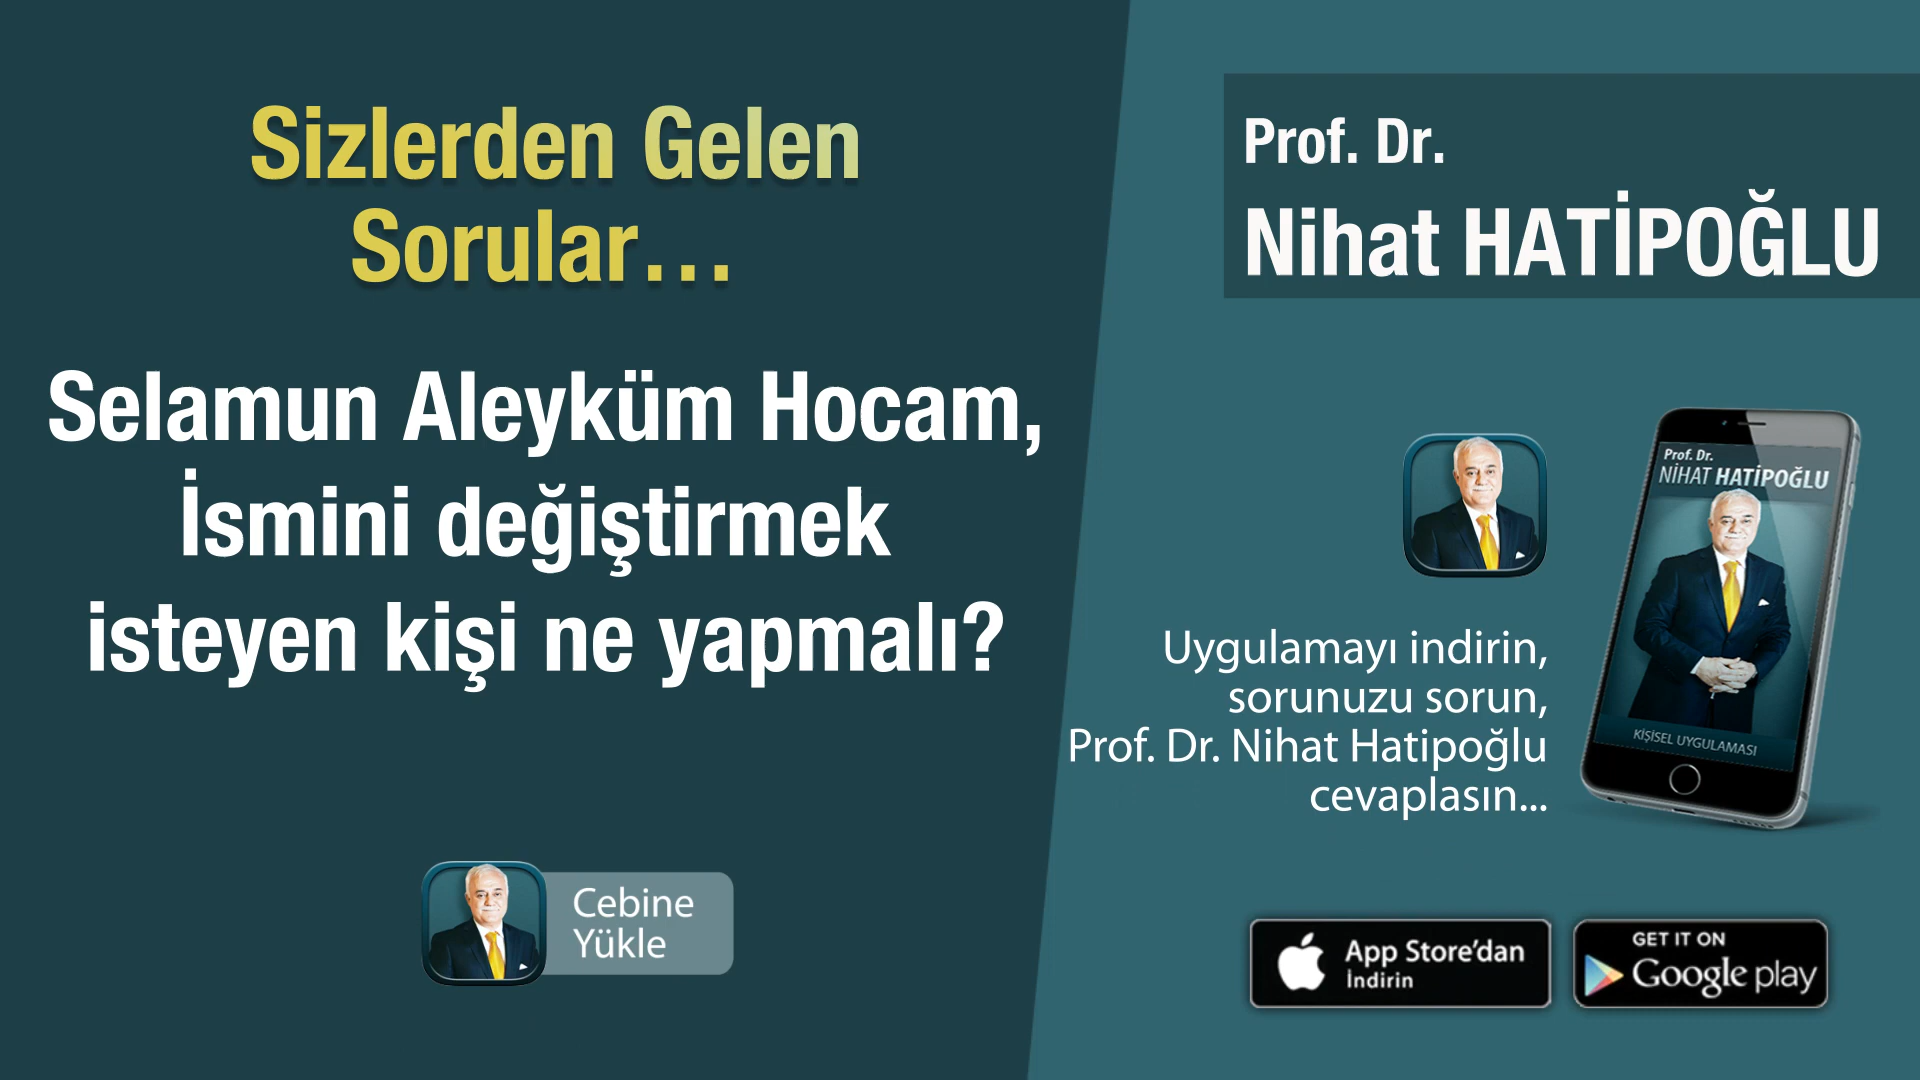 Sizlerden Gelen
Sorular...
Selamun Aleyküm Hocam,
İsmini değiştirmek
isteyen kişi ne yapmalı?
Cebine
Yükle
Prof. Dr.
Nihat HATİPOĞLU
Prof. Dr.
NİHAT HATİPOĞLU
KİŞİSEL UYGULAMASI
Uygulamayı indirin,
sorunuzu sorun,
Prof. Dr. Nihat Hatipoğlu
cevaplasın...
App Store'dan
İndirin
GET IT ON
Google play